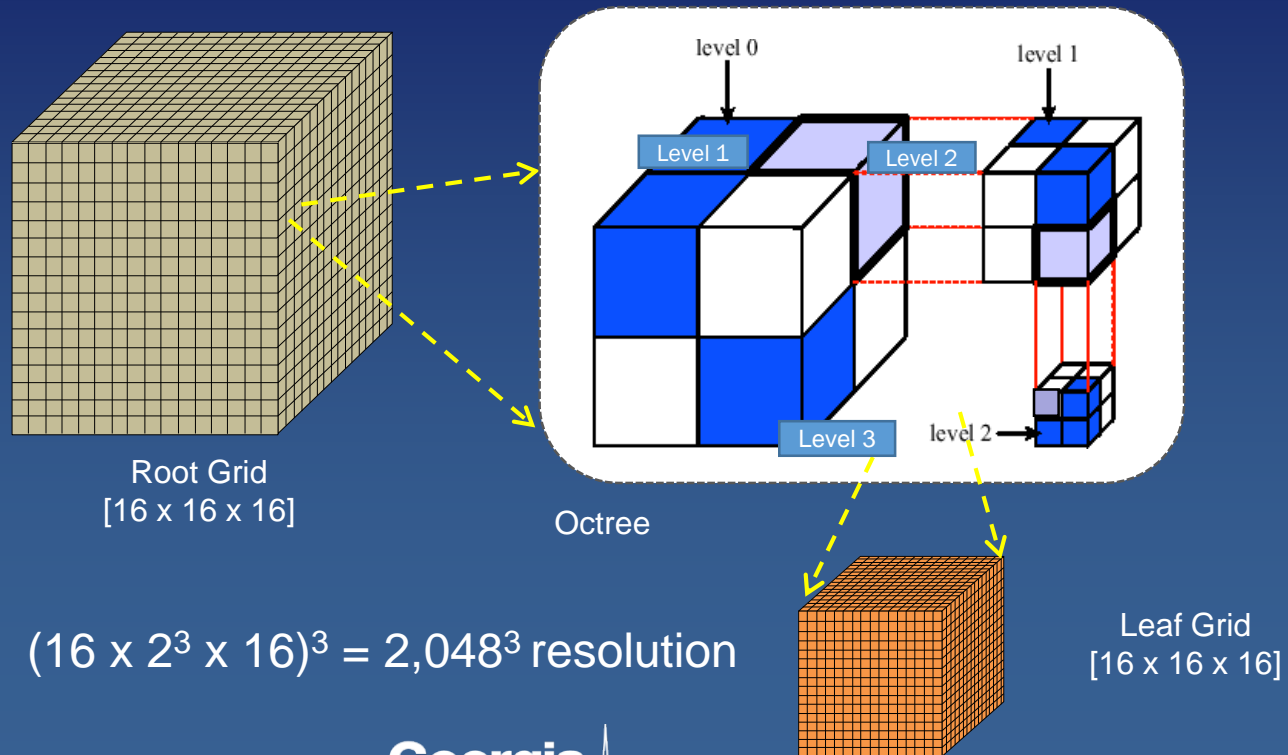 level 0
level 1
Level 1
Level 2
Level 3
level 2
Root Grid
[16 x 16 x 16]
Octree
Leaf Grid
[16 x 16 x 16]
(16 x 2³ x 16)³ = 2,048³ resolution
Georgia